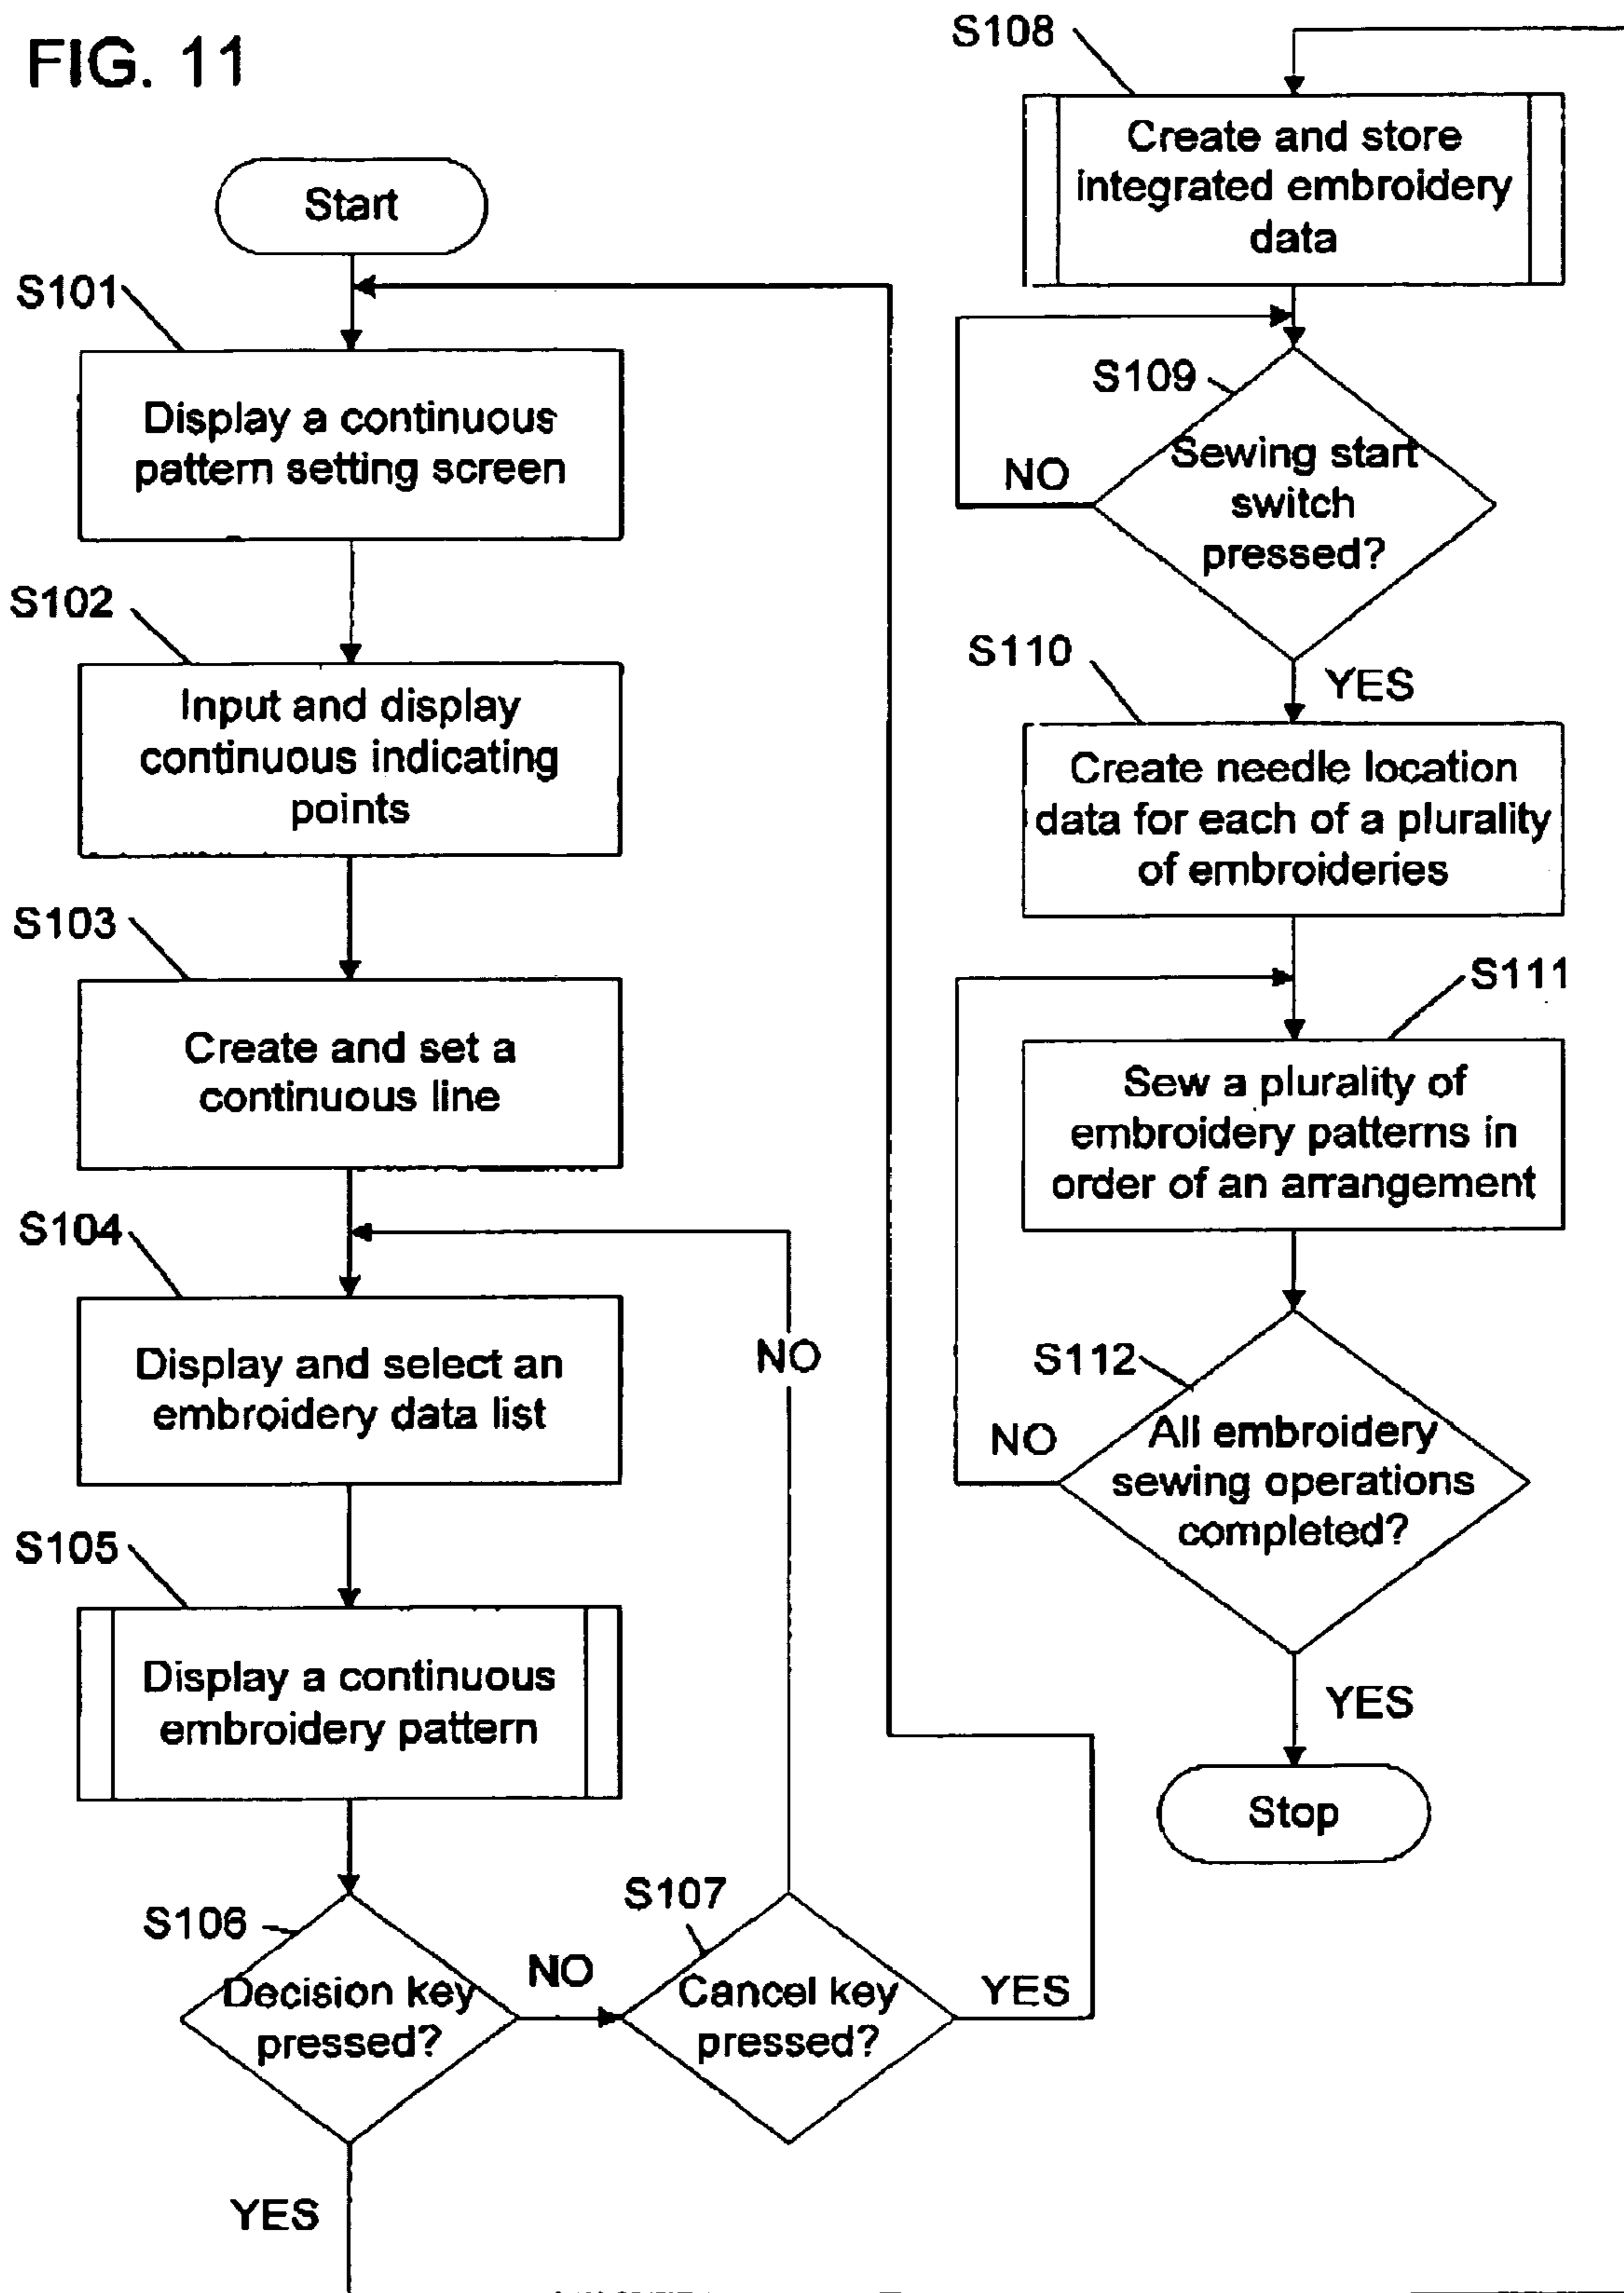 FIG. 11
Start
S101
Display a continuous
pattern setting screen
S102
Input and display
continuous indicating
points
S103
Create and set a
continuous line
S104
Display and select an
embroidery data list
NO
S105
Display a continuous
embroidery pattern
S106
Decision key
pressed?
NO
YES
S107
Cancel key
pressed?
YES
S108
Create and store
integrated embroidery
data
S109
Sewing start
switch
pressed?
NO
YES
S110
Create needle location
data for each of a plurality
of embroideries
S111
Sew a plurality of
embroidery patterns in
order of an arrangement
S112
All embroidery
sewing operations
completed?
NO
YES
Stop